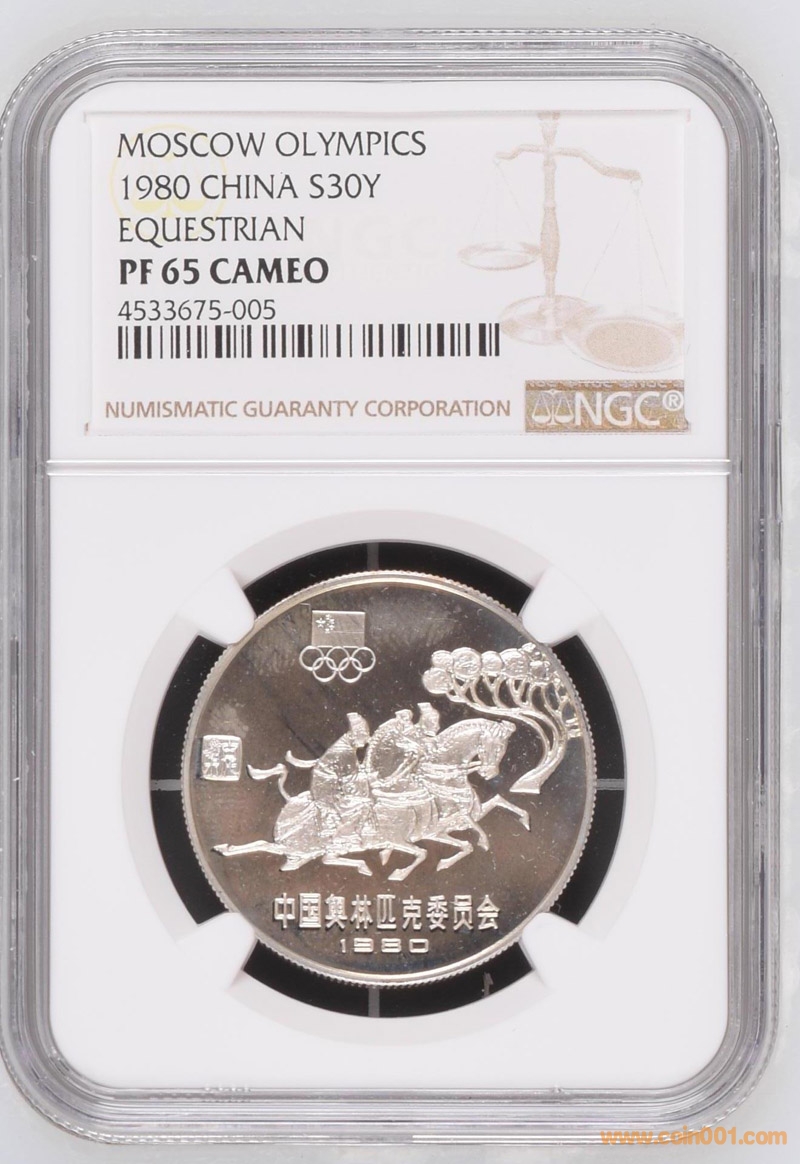 MOSCOW OLYMPICS
1980 CHINA S30Y
EQUESTRIAN
PF 65 CAMEO
4533675-005
NUMISMATIC GUARANTY CORPORATION
NGC®
中国奥林匹克委员会
1980
www.coin001.com